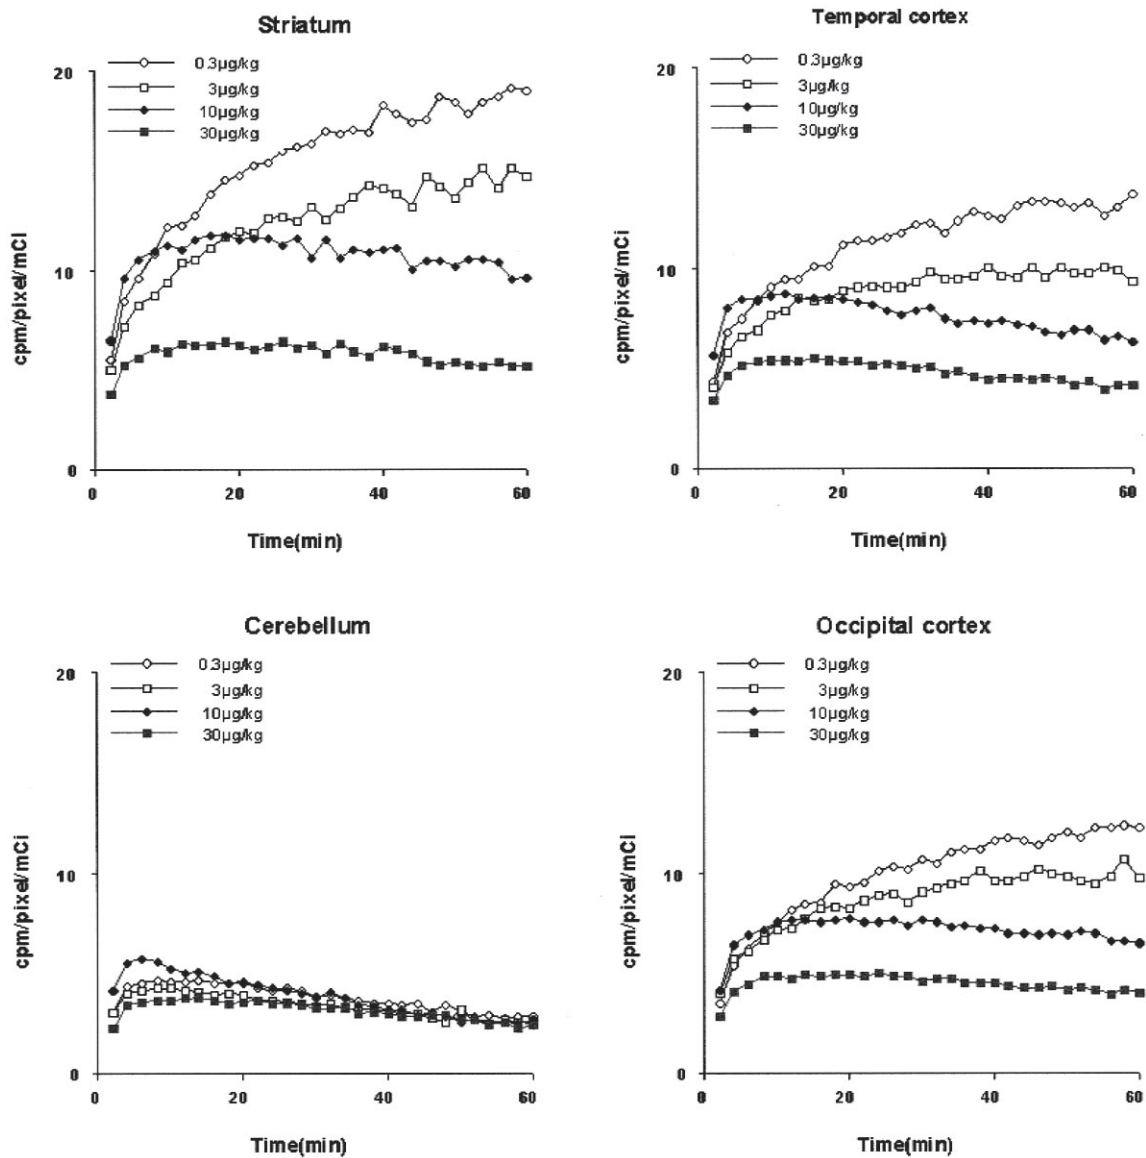 Striatum
0.3µg/kg
3µg/kg
10µg/kg
30µg/kg
20
10
0
cpm/pixel/mCi
0 20 40 60
Time(min)
Temporal cortex
0.3µg/kg
3µg/kg
10µg/kg
30µg/kg
20
10
0
cpm/pixel/mCi
0 20 40 60
Time(min)
Cerebellum
0.3µg/kg
3µg/kg
10µg/kg
30µg/kg
20
10
0
cpm/pixel/mCi
0 20 40 60
Time(min)
Occipital cortex
0.3µg/kg
3µg/kg
10µg/kg
30µg/kg
20
10
0
cpm/pixel/mCi
0 20 40 60
Time(min)